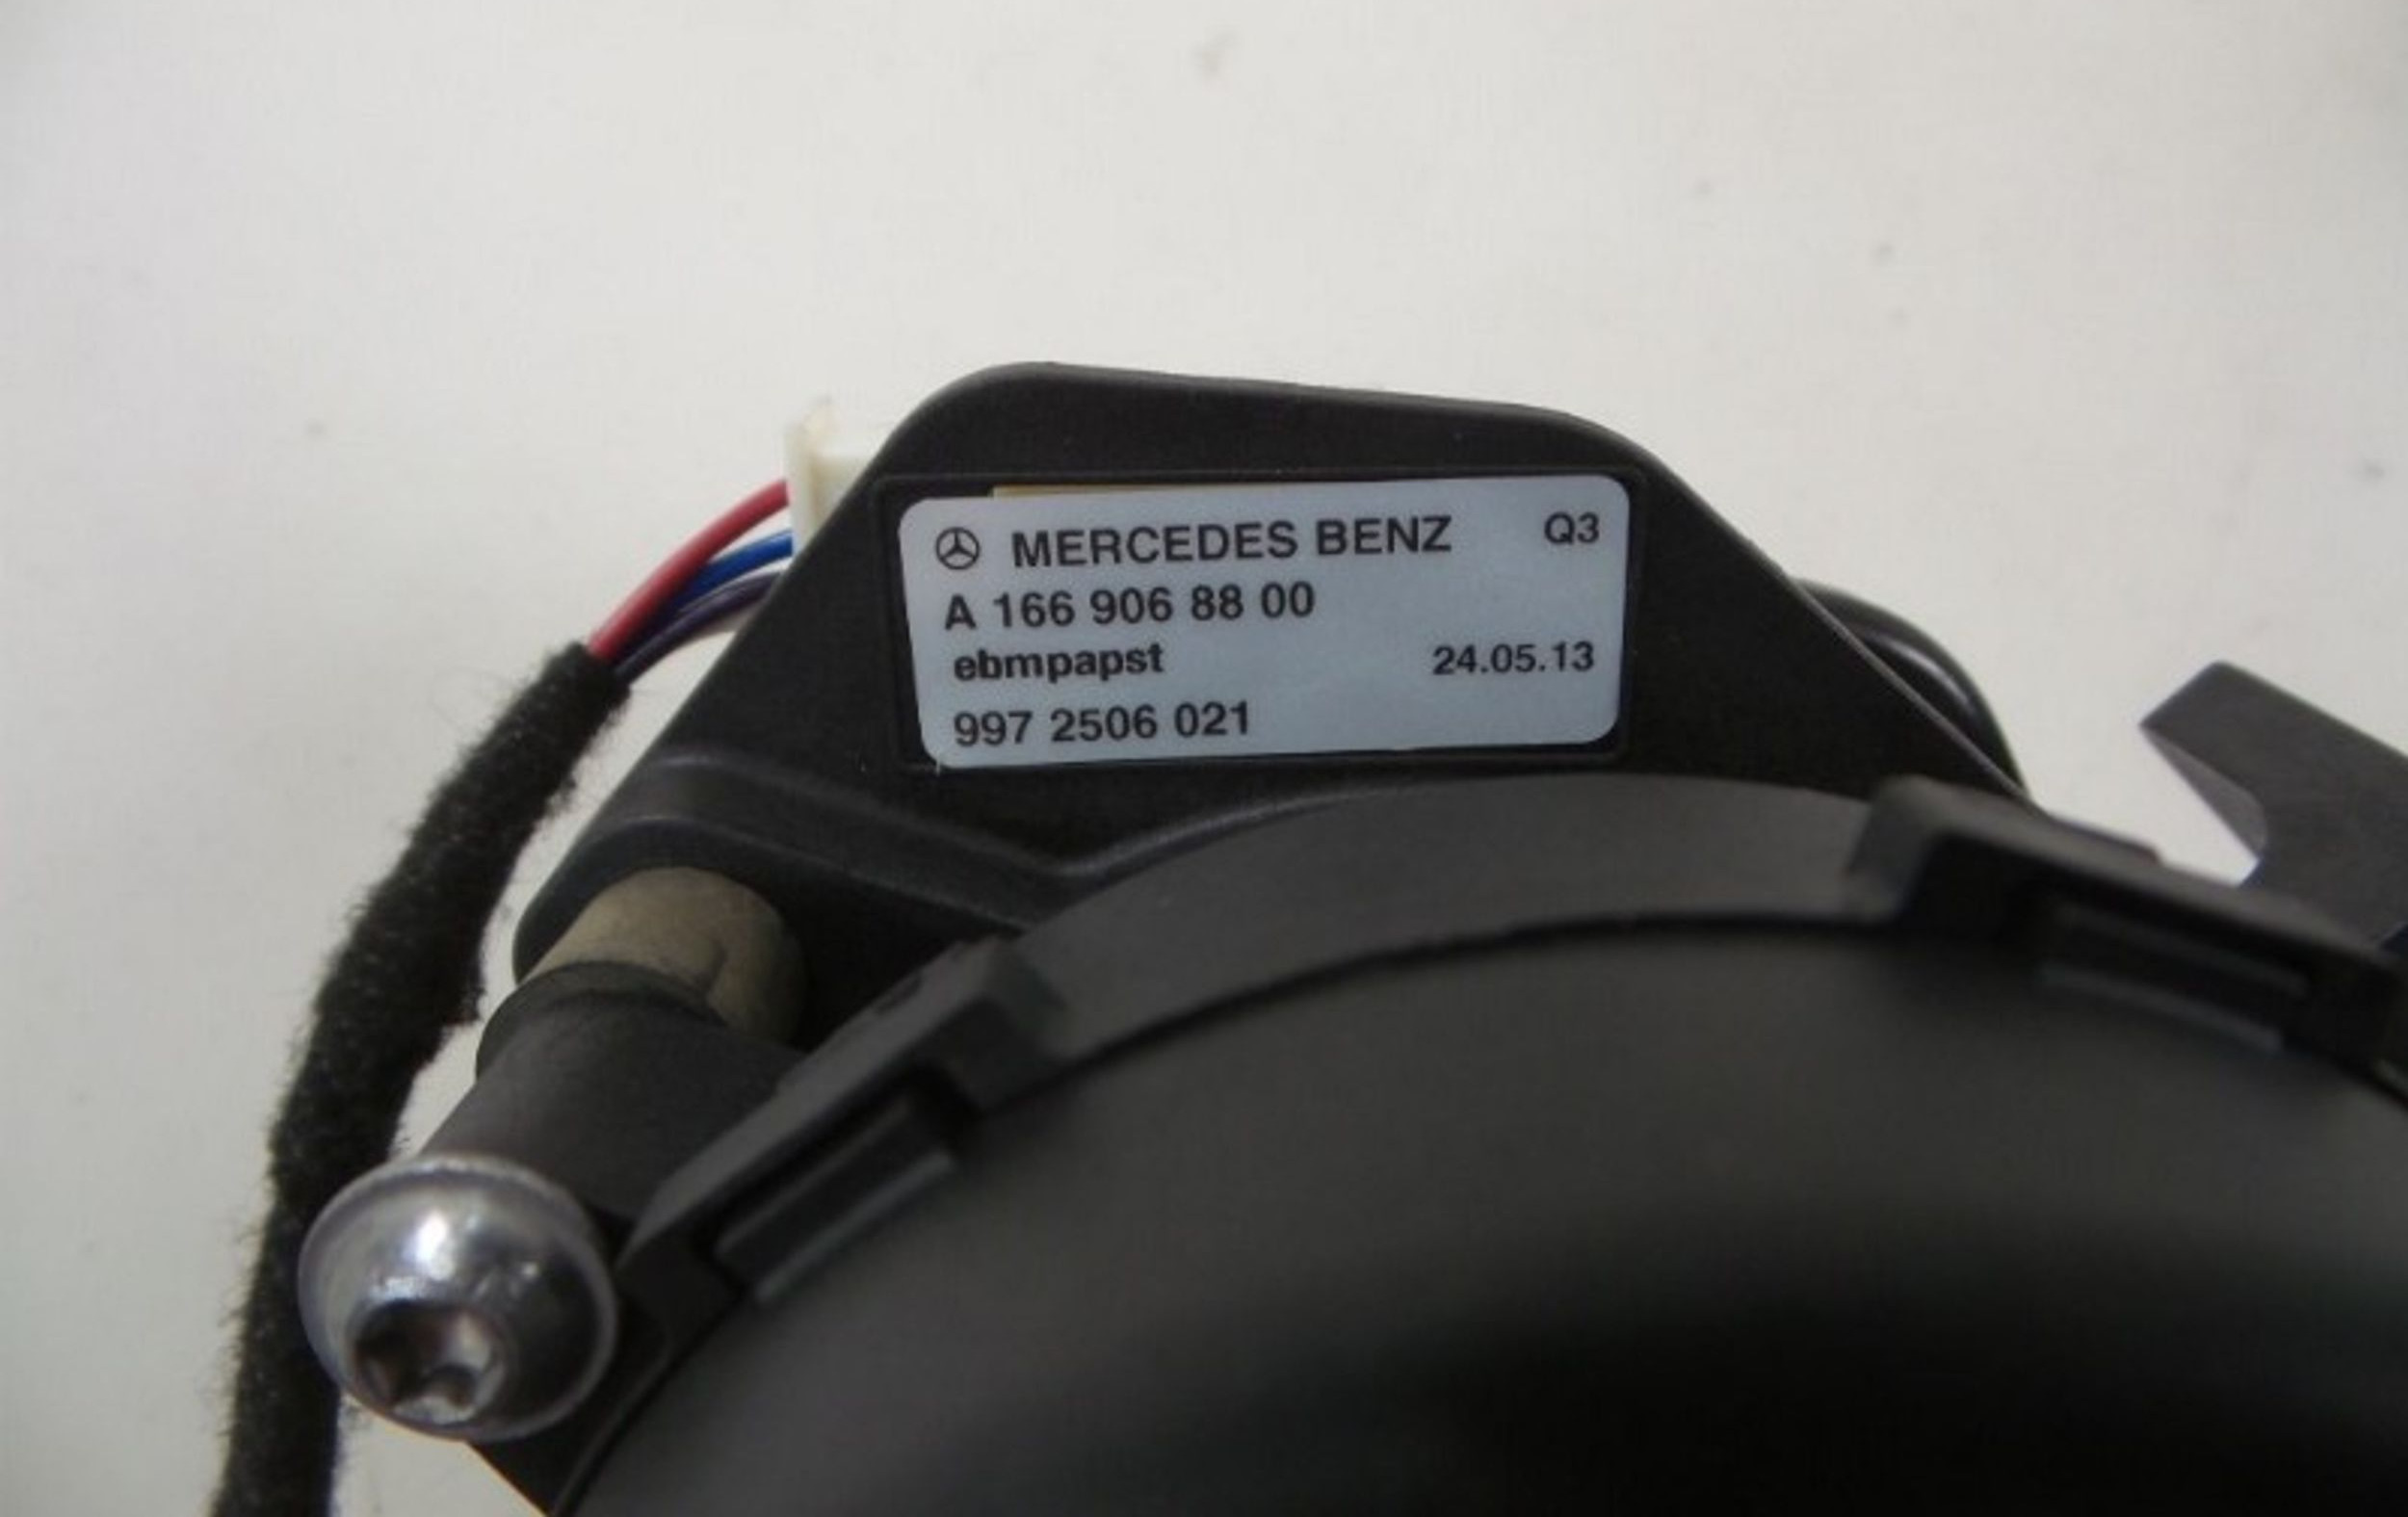 MERCEDES BENZ Q3
A 166 906 88 00
ebmpapst 24.05.13
997 2506 021